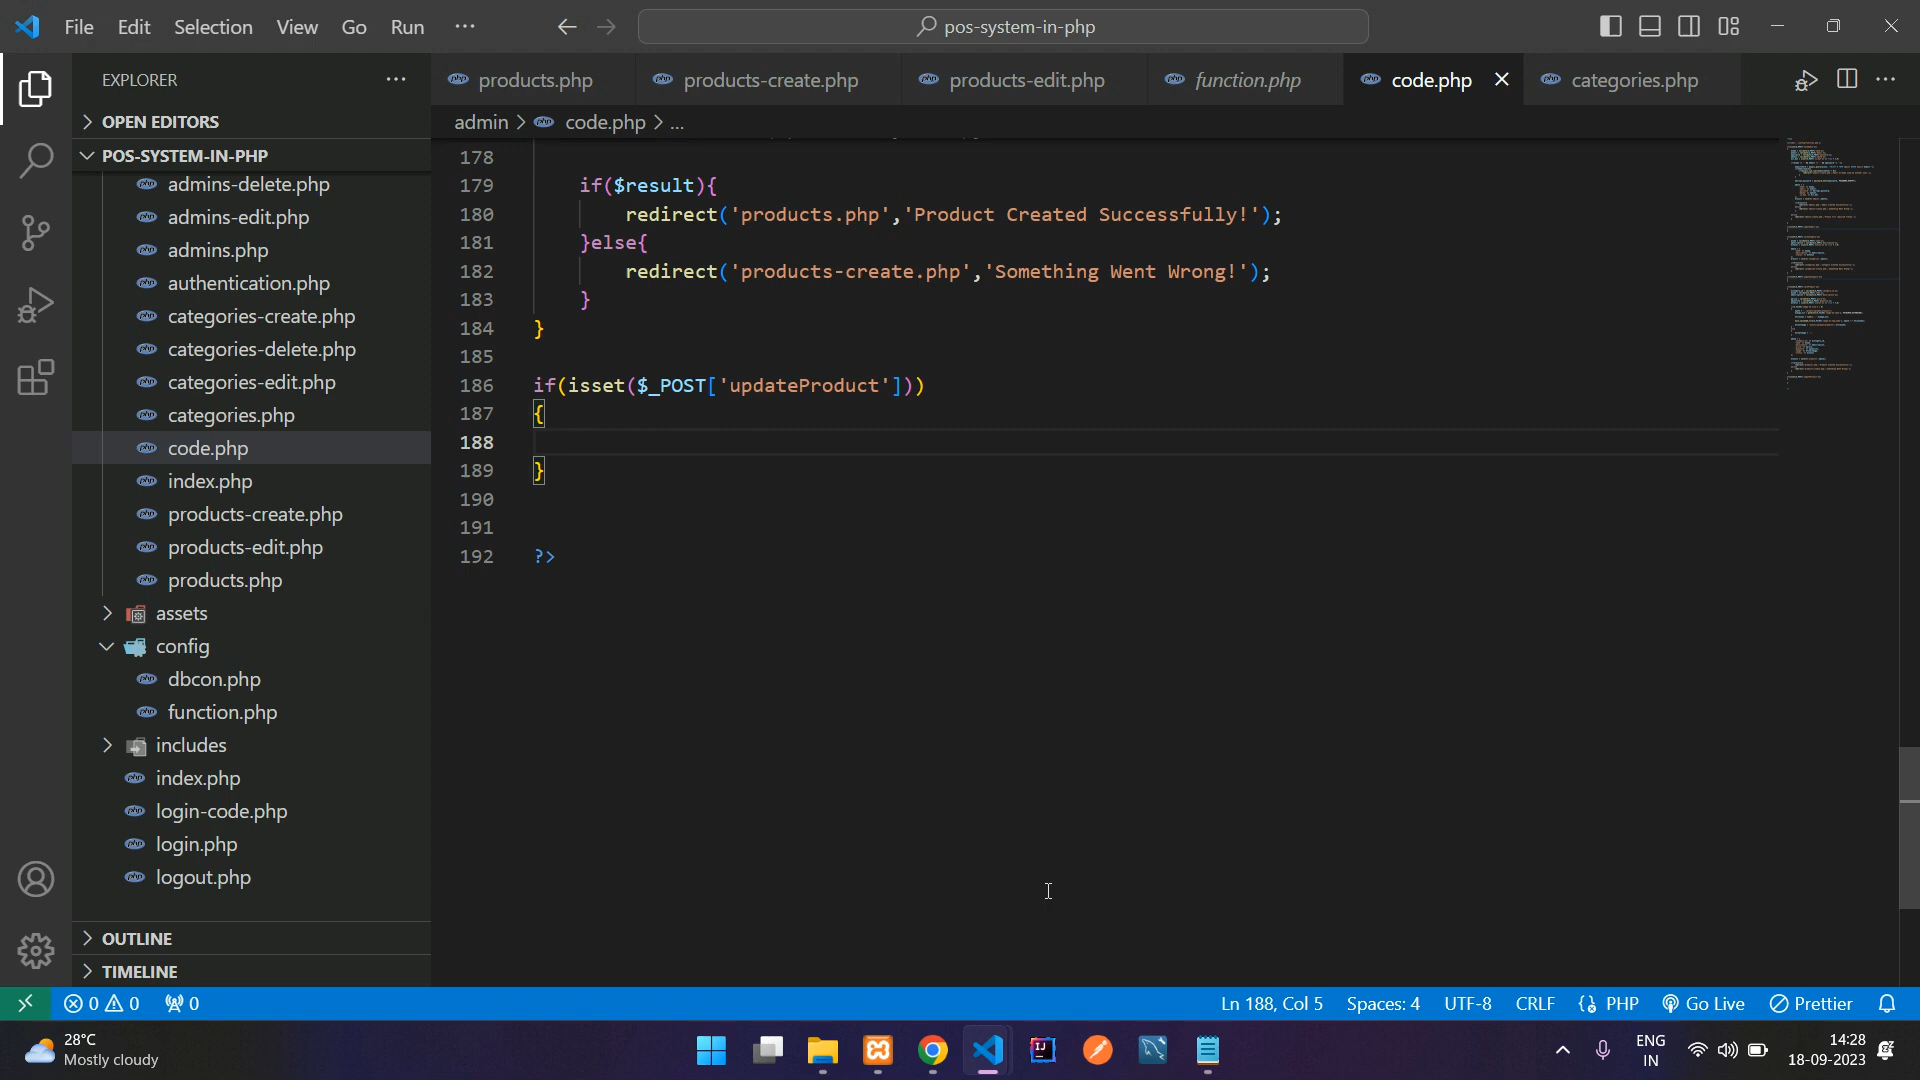 File Edit Selection View Go Run ···
pos-system-in-php
EXPLORER
OPEN EDITORS
POS-SYSTEM-IN-PHP
admins-delete.php
admins-edit.php
admins.php
authentication.php
categories-create.php
categories-delete.php
categories-edit.php
categories.php
code.php
index.php
products-create.php
products-edit.php
products.php
assets
config
dbcon.php
function.php
includes
index.php
login-code.php
login.php
logout.php
OUTLINE
TIMELINE
products.php products-create.php products-edit.php function.php code.php categories.php
admin > code.php > ...
178
179 if($result){
180 redirect('products.php','Product Created Successfully!');
181 }else{
182 redirect('products-create.php','Something Went Wrong!');
183 }
184 }
185
186 if(isset($_POST['updateProduct']))
187 {
188
189 }
190
191
192 ?>
0 0 0
Ln 188, Col 5 Spaces: 4 UTF-8 CRLF PHP Go Live Prettier
28°C
Mostly cloudy
ENG
IN
14:28
18-09-2023